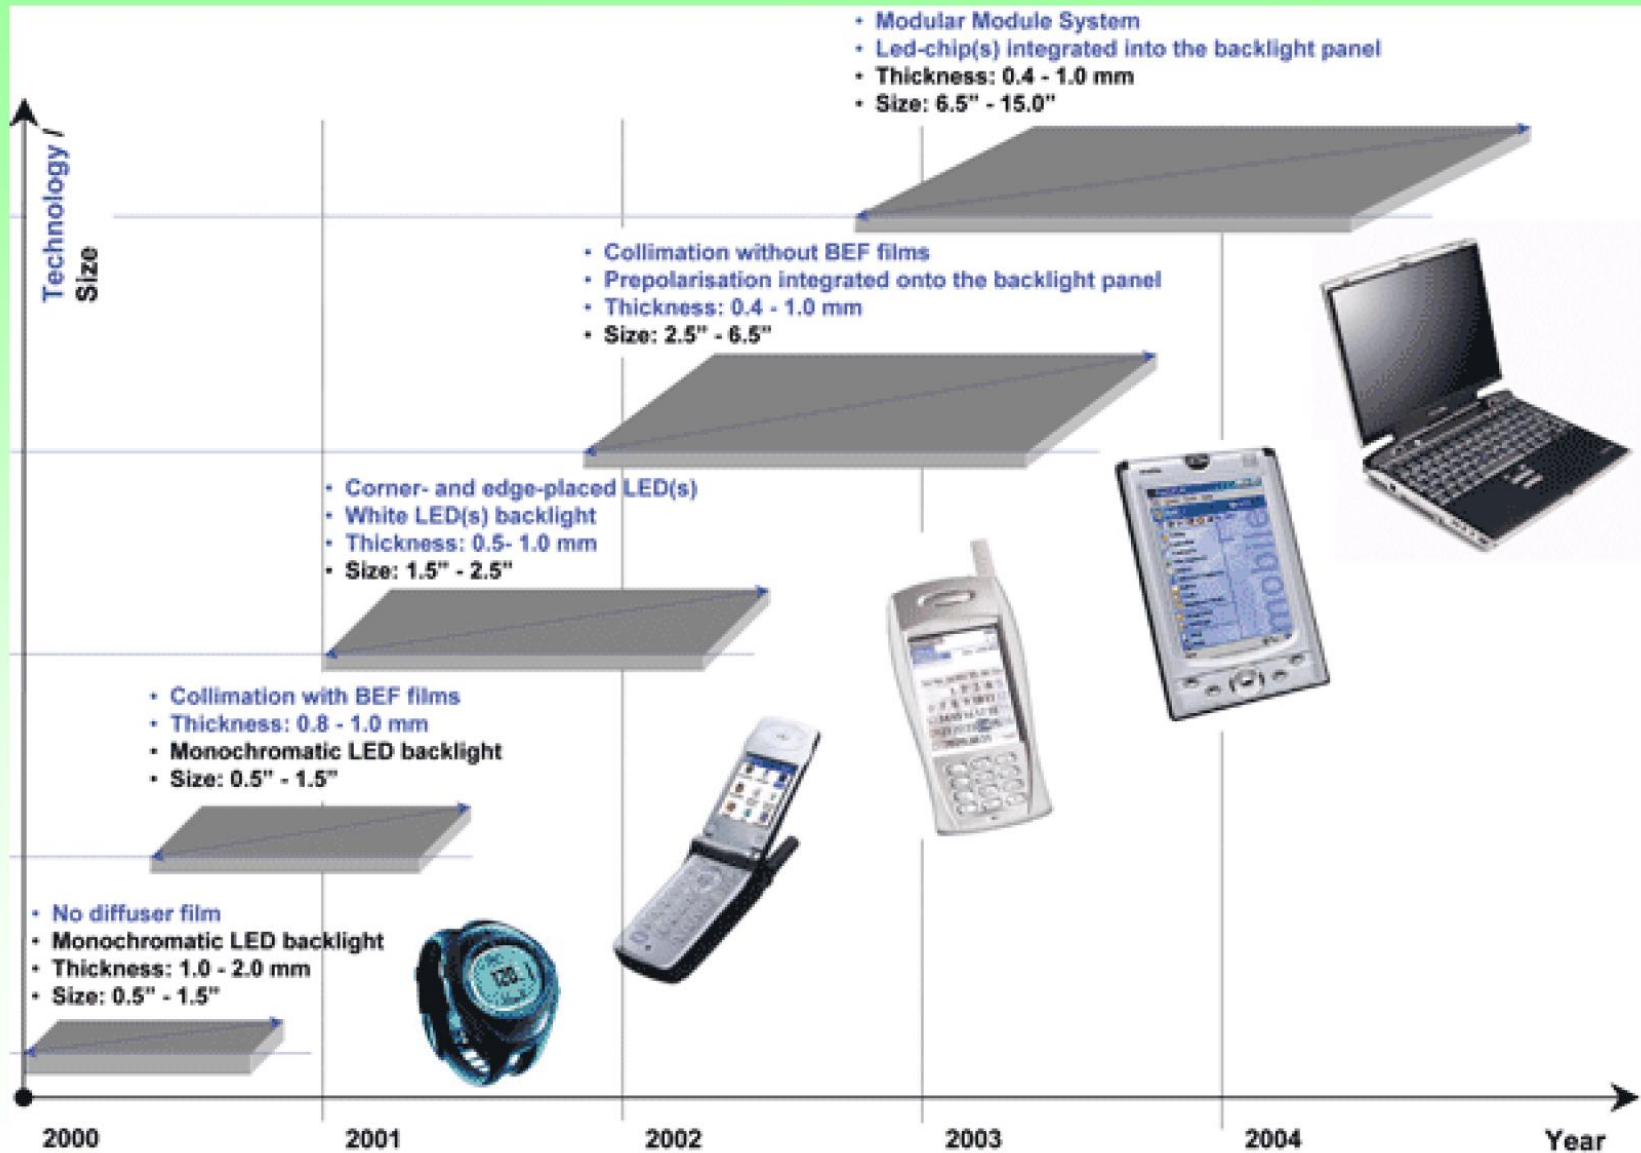 • Modular Module System
• Led-chip(s) integrated into the backlight panel
• Thickness: 0.4 - 1.0 mm
• Size: 6.5” - 15.0”
Technology /
Size
• Collimation without BEF films
• Prepolarisation integrated onto the backlight panel
• Thickness: 0.4 - 1.0 mm
• Size: 2.5” - 6.5”
• Corner- and edge-placed LED(s)
• White LED(s) backlight
• Thickness: 0.5- 1.0 mm
• Size: 1.5” - 2.5”
mobile
• Collimation with BEF films
• Thickness: 0.8 - 1.0 mm
• Monochromatic LED backlight
• Size: 0.5” - 1.5”
• No diffuser film
• Monochromatic LED backlight
• Thickness: 1.0 - 2.0 mm
• Size: 0.5” - 1.5”
120
2000 2001 2002 2003 2004 Year